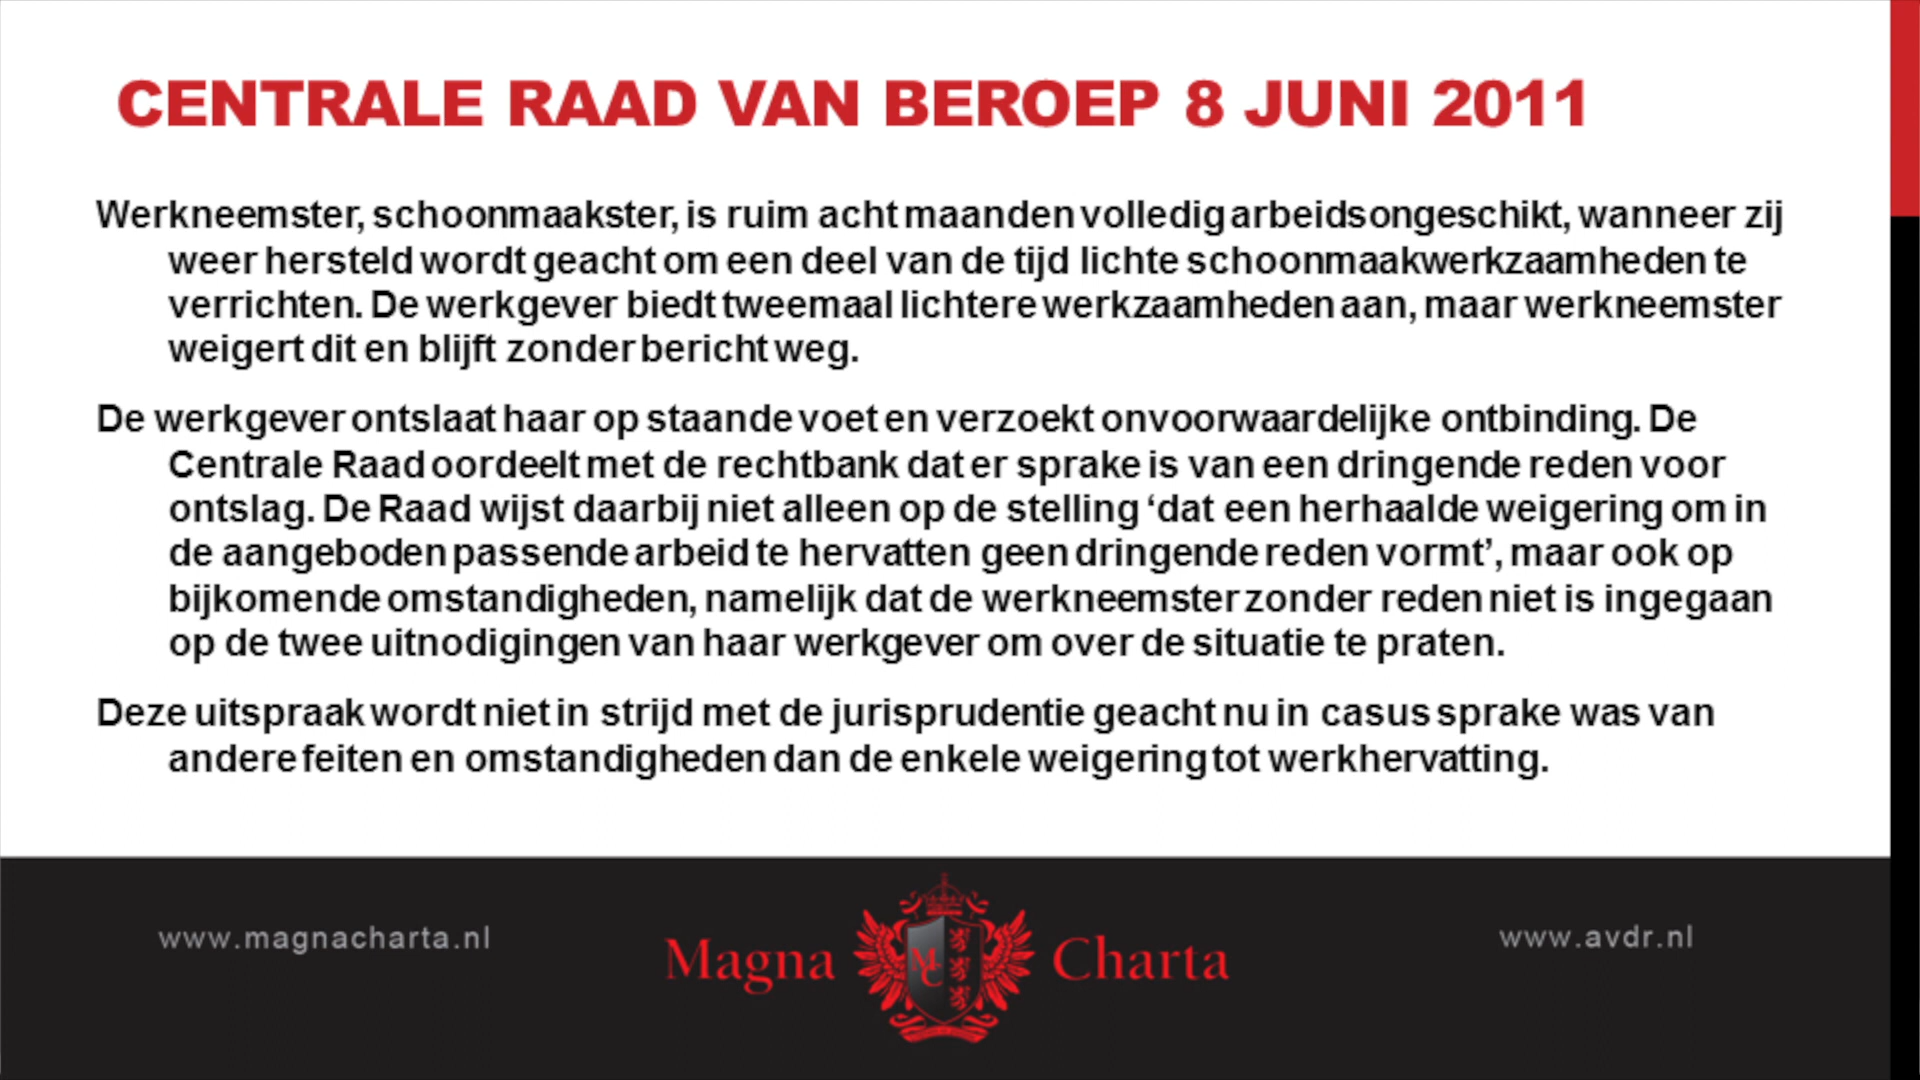 CENTRALE RAAD VAN BEROEP 8 JUNI 2011
Werkneemster, schoonmaakster, is ruim acht maanden volledig arbeidsongeschikt, wanneer zij
weer hersteld wordt geacht om een deel van de tijd lichte schoonmaakwerkzaamheden te
verrichten. De werkgever biedt tweemaal lichtere werkzaamheden aan, maar werkneemster
weigert dit en blijft zonder bericht weg.
De werkgever ontslaat haar op staande voet en verzoekt onvoorwaardelijke ontbinding. De
Centrale Raad oordeelt met de rechtbank dat er sprake is van een dringende reden voor
ontslag. De Raad wijst daarbij niet alleen op de stelling ‘dat een herhaalde weigering om in
de aangeboden passende arbeid te hervatten geen dringende reden vormt’, maar ook op
bijkomende omstandigheden, namelijk dat de werkneemster zonder reden niet is ingegaan
op de twee uitnodigingen van haar werkgever om over de situatie te praten.
Deze uitspraak wordt niet in strijd met de jurisprudentie geacht nu in casus sprake was van
andere feiten en omstandigheden dan de enkele weigering tot werkhervatting.
www.magnacharta.nl
Magna MC Charta
www.avdr.nl